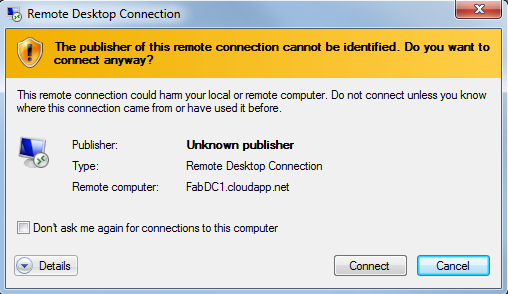 Remote Desktop Connection
The publisher of this remote connection cannot be identified. Do you want to
connect anyway?
This remote connection could harm your local or remote computer. Do not connect unless you know
where this connection came from or have used it before.
Publisher: Unknown publisher
Type: Remote Desktop Connection
Remote computer: FabDC1.cloudapp.net
Don't ask me again for connections to this computer
Details Connect Cancel